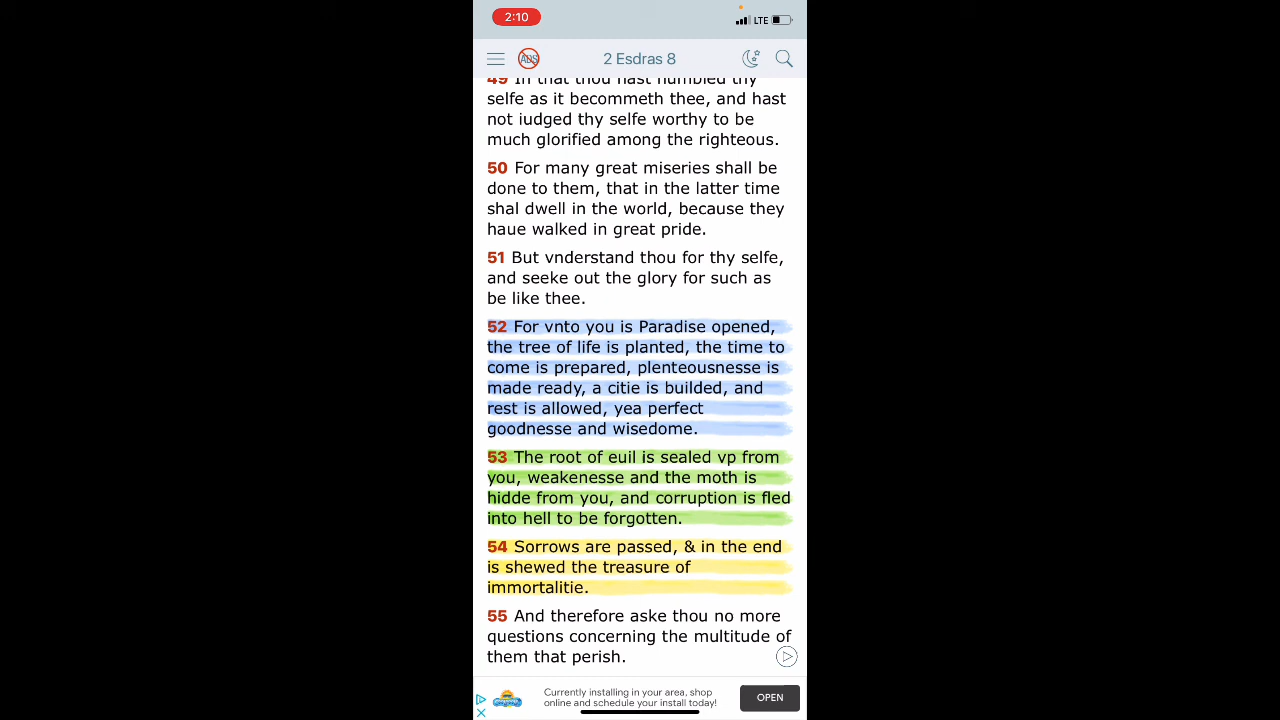 2:10
LTE
ADS
2 Esdras 8
49 In that thou hast humbled thy
selfe as it becommeth thee, and hast
not iudged thy selfe worthy to be
much glorified among the righteous.
50 For many great miseries shall be
done to them, that in the latter time
shal dwell in the world, because they
haue walked in great pride.
51 But vnderstand thou for thy selfe,
and seeke out the glory for such as
be like thee.
52 For vnto you is Paradise opened,
the tree of life is planted, the time to
come is prepared, plenteousnesse is
made ready, a citie is builded, and
rest is allowed, yea perfect
goodnesse and wisedome.
53 The root of euil is sealed vp from
you, weakenesse and the moth is
hidde from you, and corruption is fled
into hell to be forgotten.
54 Sorrows are passed, & in the end
is shewed the treasure of
immortalitie.
55 And therefore aske thou no more
questions concerning the multitude of
them that perish.
Currently installing in your area, shop
online and schedule your install today!
OPEN